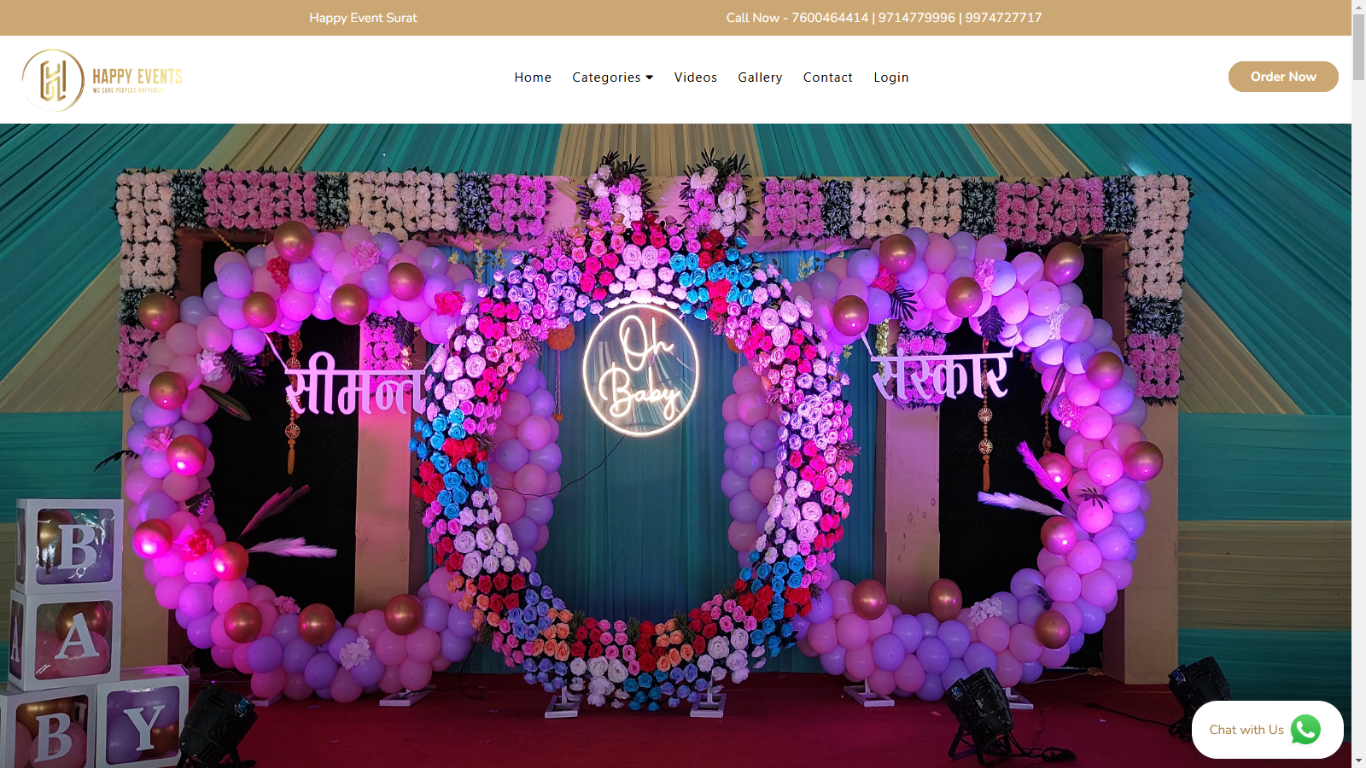 Happy Event Surat
Call Now - 7600464414 | 9714779996 | 9974727717
HAPPY EVENTS
WE CARE PEOPLES HAPPINESS
Home Categories Videos Gallery Contact Login
Order Now
Oh
Baby
सीमन्त
संस्कार
B
A A
B Y
Chat with Us